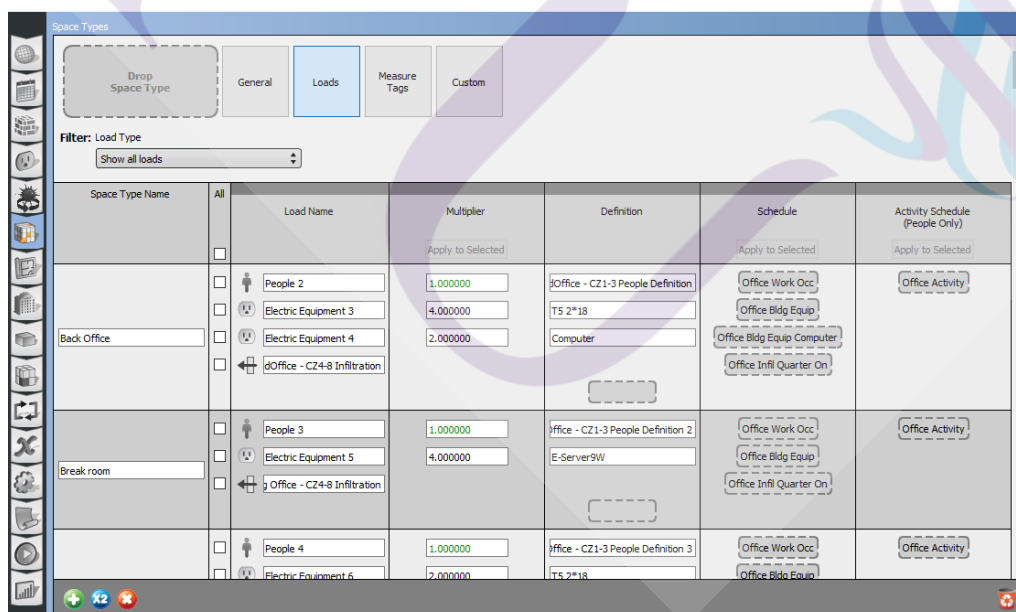 Space Types
Drop
Space Type
General
Loads
Measure
Tags
Custom
Filter: Load Type
Show all loads
Space Type Name
All
Load Name
Multiplier
Definition
Schedule
Activity Schedule
(People Only)
Apply to Selected
Apply to Selected
Apply to Selected
People 2
1.000000
dOffice - CZ1-3 People Definition
Office Work Occ
Office Activity
Electric Equipment 3
4.000000
T5 2*18
Office Bldg Equip
Back Office
Electric Equipment 4
2.000000
Computer
Office Bldg Equip Computer
dOffice - CZ4-8 Infiltration
Office Infil Quarter On
People 3
1.000000
Office - CZ1-3 People Definition 2
Office Work Occ
Office Activity
Electric Equipment 5
4.000000
E-Server9W
Office Bldg Equip
Break room
g Office - CZ4-8 Infiltration
Office Infil Quarter On
People 4
1.000000
Office - CZ1-3 People Definition 3
Office Work Occ
Office Activity
Electric Equipment 6
2.000000
T5 2*18
Office Bldg Equip
X2